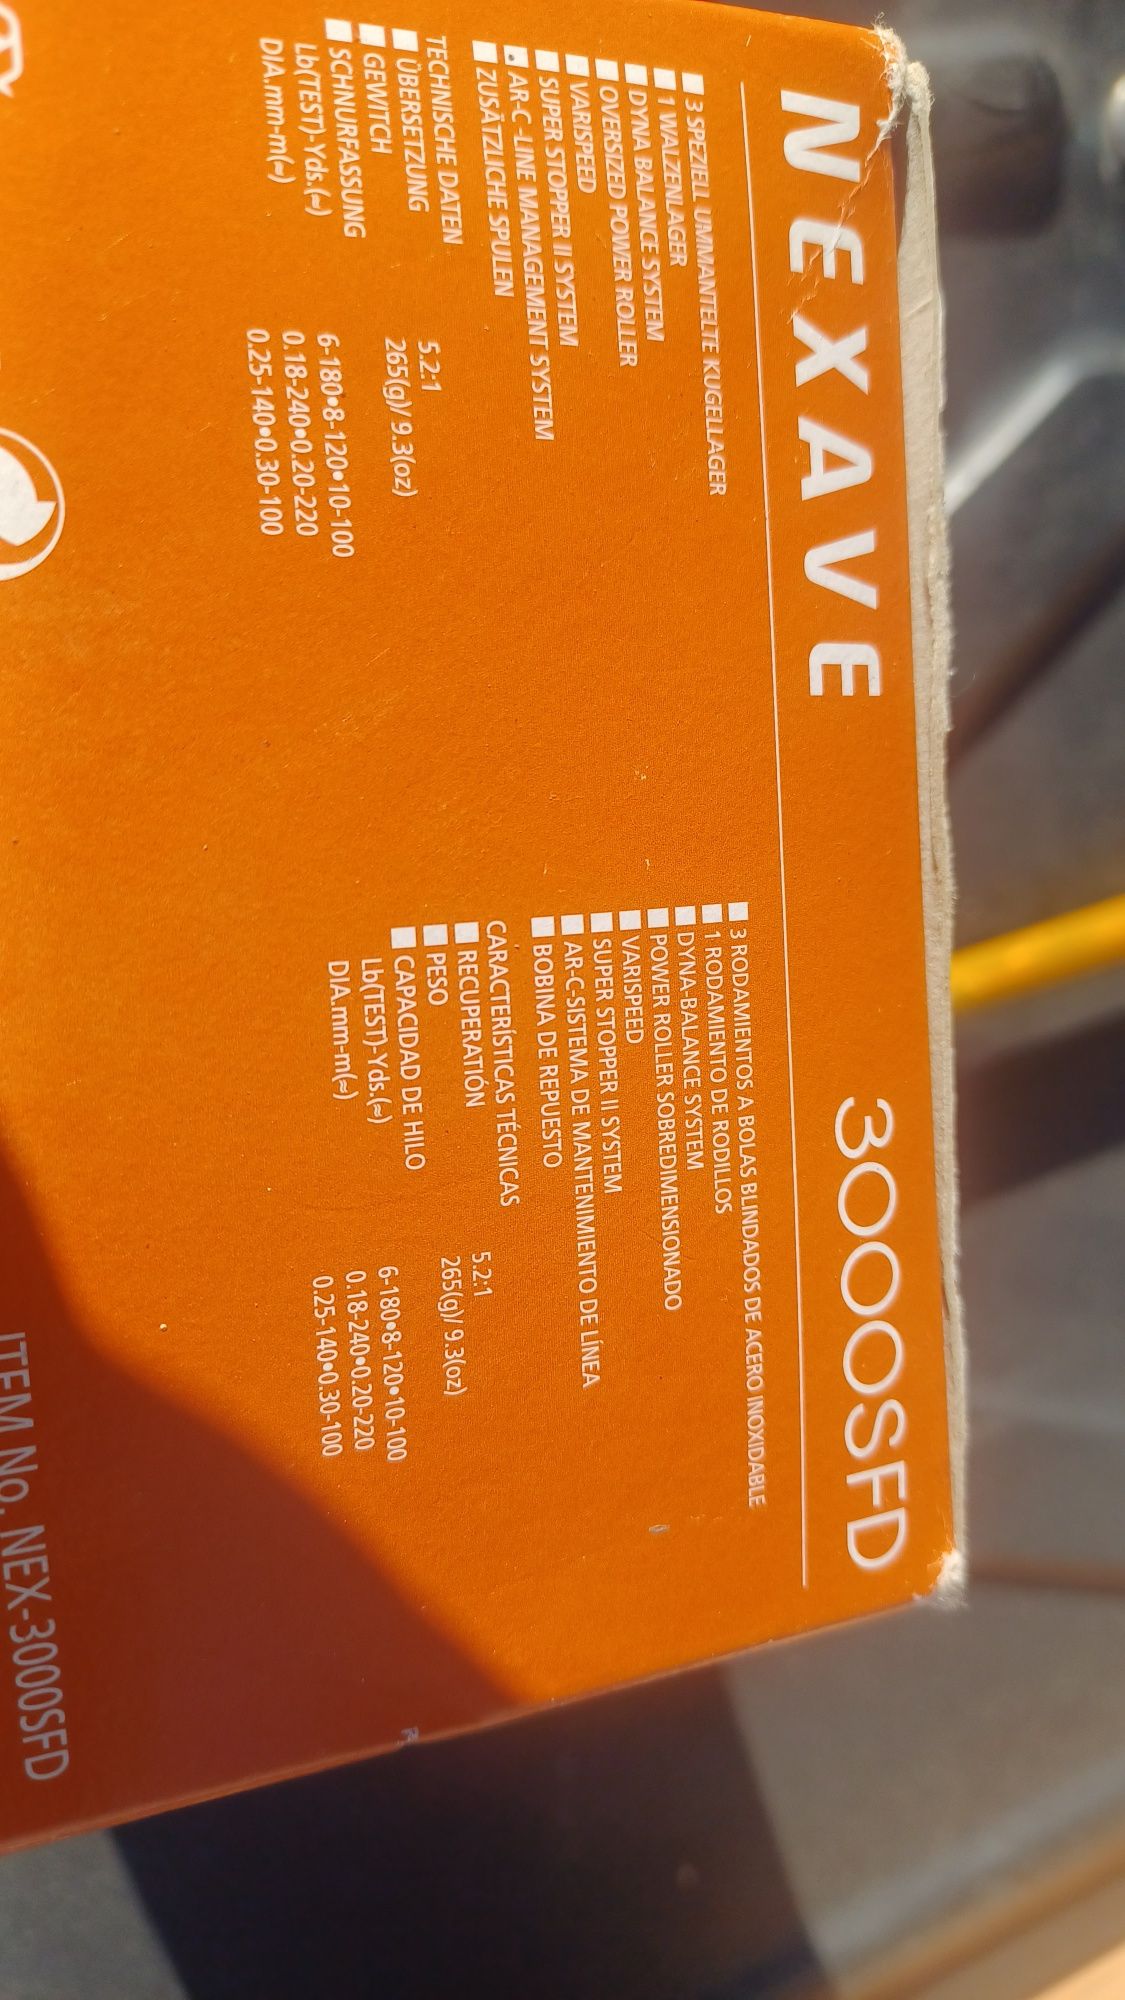 NEXAVE 3000SFD
3 SPEZIELL UMMANTELTE KUGELLAGER
1 WALZENLAGER
DYNA BALANCE SYSTEM
OVERSIZED POWER ROLLER
VARISPEED
SUPER STOPPER II SYSTEM
AR-C -LINE MANAGEMENT SYSTEM
ZUSÄTZLICHE SPULEN
TECHNISCHE DATEN
ÜBERSETZUNG 5.2:1
GEWITCH 265(g)/ 9.3(oz)
SCHNURFASSUNG
Lb(TEST)-Yds.(≈) 6-180•8-120•10-100
DIA.mm-m(≈) 0.18-240•0.20-220
0.25-140•0.30-100
3 RODAMIENTOS A BOLAS BLINDADOS DE ACERO INOXIDABLE
1 RODAMIENTO DE RODILLOS
DYNA-BALANCE SYSTEM
POWER ROLLER SOBREDIMENSIONADO
VARISPEED
SUPER STOPPER II SYSTEM
AR-C-SISTEMA DE MANTENIMIENTO DE LÍNEA
BOBINA DE REPUESTO
CARACTERÍSTICAS TÉCNICAS
RECUPERATIÓN 5.2:1
PESO 265(g)/ 9.3(oz)
CAPACIDAD DE HILO
Lb(TEST)-Yds.(≈) 6-180•8-120•10-100
DIA.mm-m(≈) 0.18-240•0.20-220
0.25-140•0.30-100
ITEM No. NEX-3000SFD